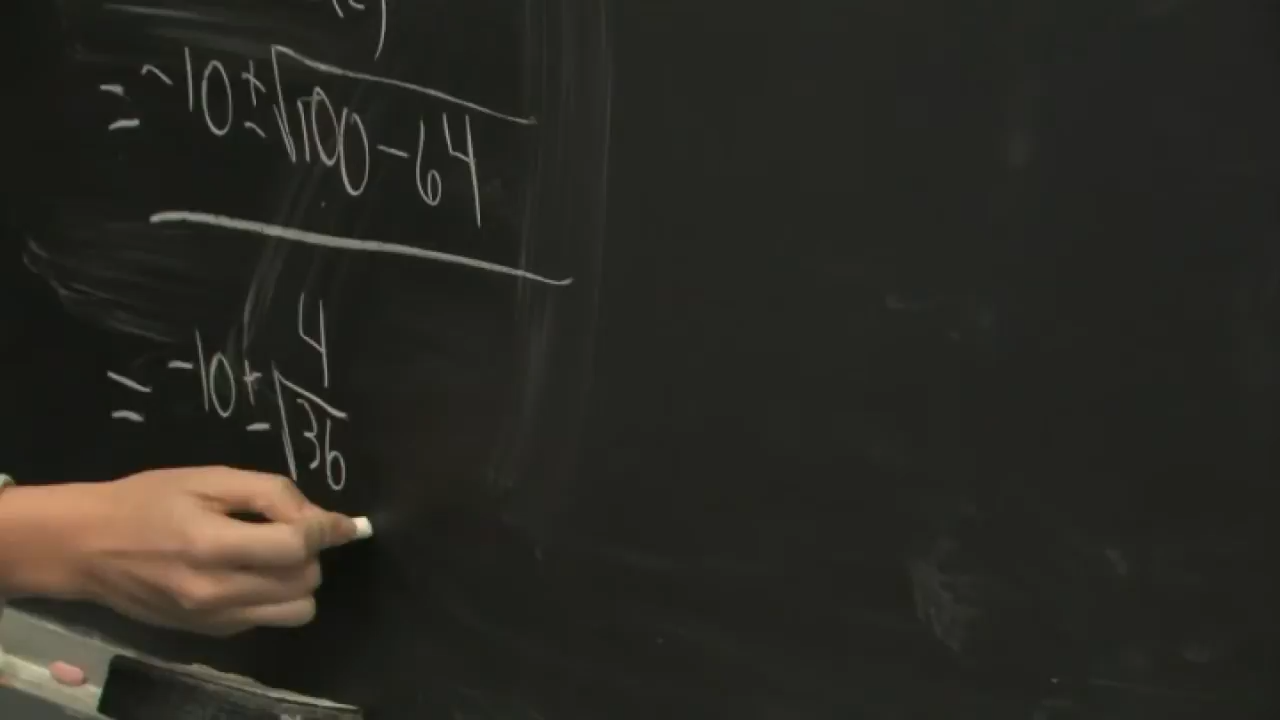 = -10 ± √100 - 64
4
= -10 ± √36